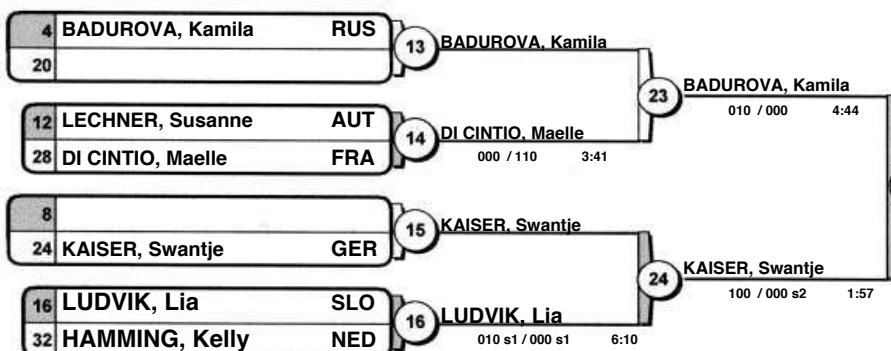 4 BADUROVA, Kamila RUS
20
13 BADUROVA, Kamila
12 LECHNER, Susanne AUT
28 DI CINTIO, Maelle FRA
14 DI CINTIO, Maelle
000 / 110 3:41
23 BADUROVA, Kamila
010 / 000 4:44
8
24 KAISER, Swantje GER
15 KAISER, Swantje
16 LUDVIK, Lia SLO
32 HAMMING, Kelly NED
16 LUDVIK, Lia
010 s1 / 000 s1 6:10
24 KAISER, Swantje
100 / 000 s2 1:57